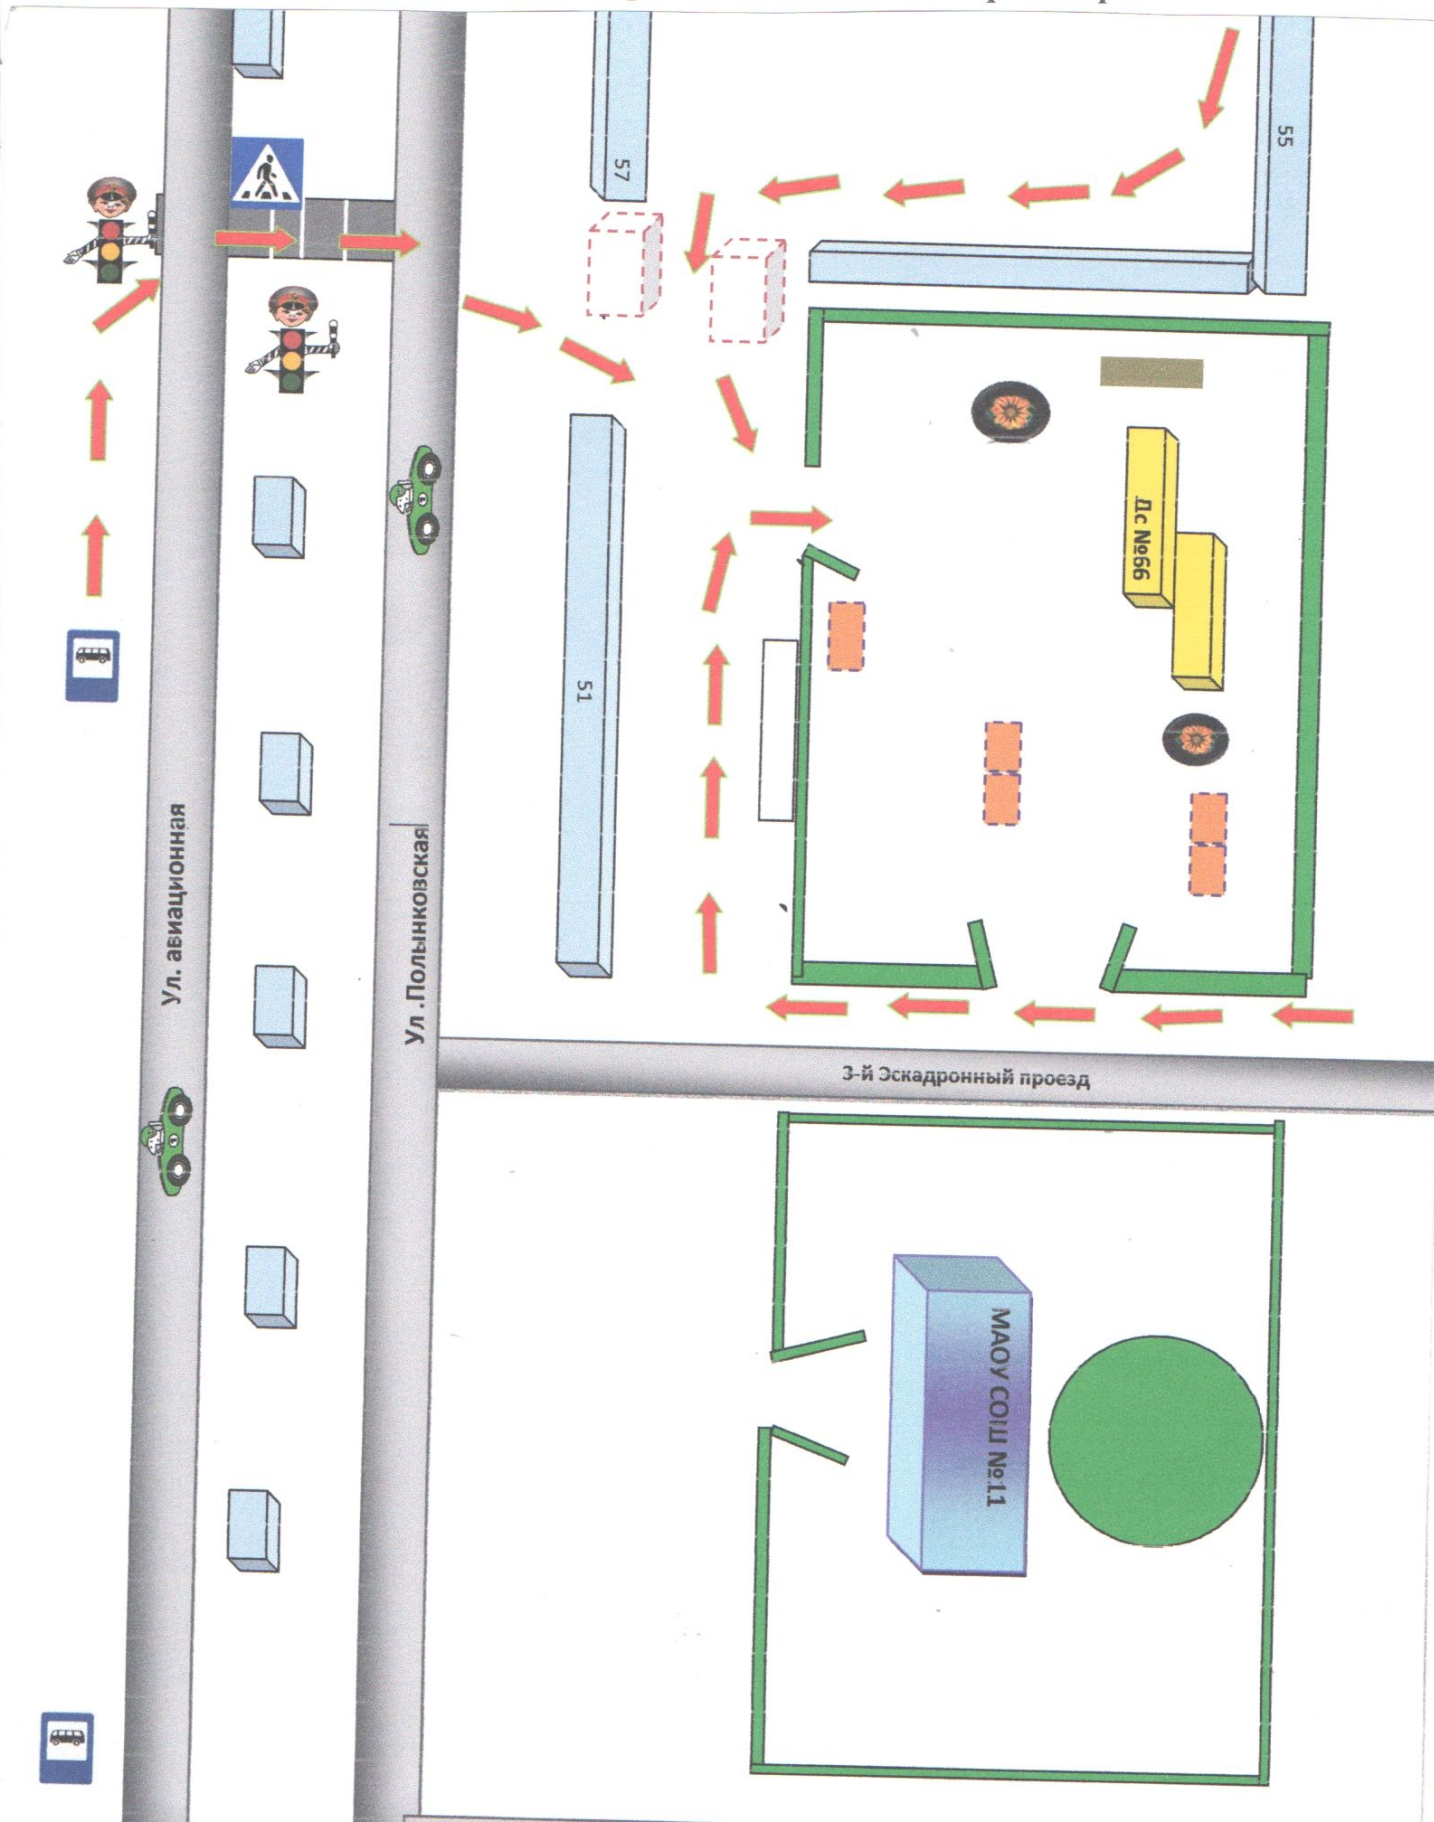 57
55
Дс №66
51
Ул. авиационная
Ул .Полынковская
3-й Эскадронный проезд
МАОУ СОШ №11